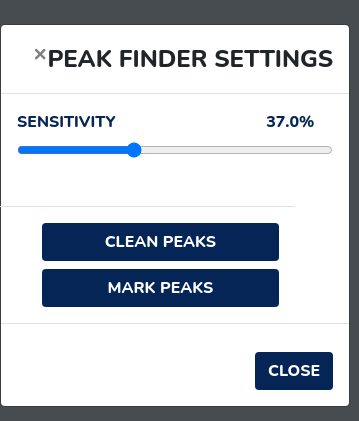 ×PEAK FINDER SETTINGS
SENSITIVITY 37.0%
CLEAN PEAKS
MARK PEAKS
CLOSE